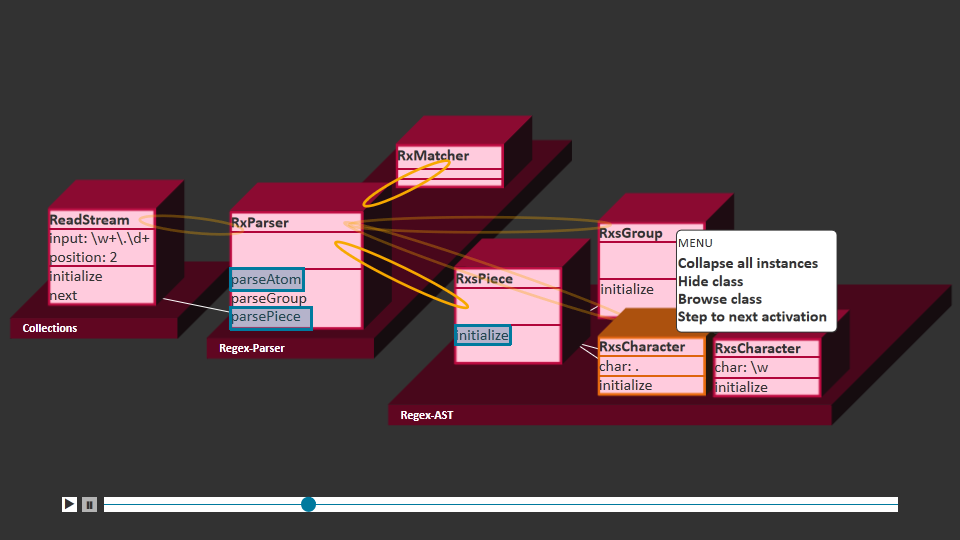 RxMatcher
ReadStream
input: \w+\.\d+
position: 2
initialize
next
Collections
RxParser
parseAtom
parseGroup
parsePiece
Regex-Parser
RxsPiece
initialize
RxsGroup
initialize
MENU
Collapse all instances
Hide class
Browse class
Step to next activation
RxsCharacter
char: .
initialize
RxsCharacter
char: \w
initialize
Regex-AST